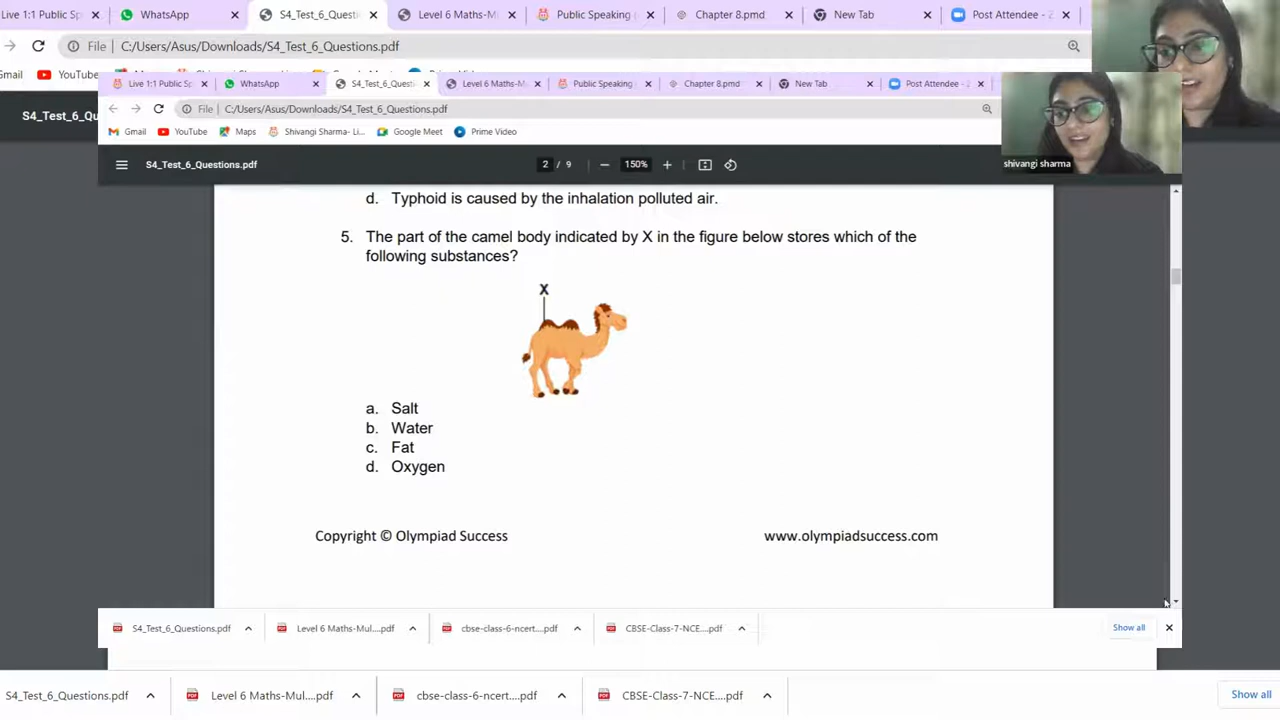 Live 1:1 Public Sp
WhatsApp
S4_Test_6_Questi
Level 6 Maths-M
Public Speaking
Chapter 8.pmd
New Tab
Post Attendee - 2
File C:/Users/Asus/Downloads/S4_Test_6_Questions.pdf
Gmail
YouTube
S4_Test_6_Qu
Live 1:1 Public S
WhatsApp
S4_Test_6_Questi
Level 6 Maths-M
Public Speaking
Chapter 8.pmd
New Tab
Post Attendee - 2
File C:/Users/Asus/Downloads/S4_Test_6_Questions.pdf
Gmail YouTube Maps Shivangi Sharma- Li... Google Meet Prime Video
S4_Test_6_Questions.pdf
2 / 9 — 150% +
shivangi sharma
d. Typhoid is caused by the inhalation polluted air.
5. The part of the camel body indicated by X in the figure below stores which of the
following substances?
X
a. Salt
b. Water
c. Fat
d. Oxygen
Copyright © Olympiad Success
www.olympiadsuccess.com
S4_Test_6_Questions.pdf
Level 6 Maths-Mul....pdf
cbse-class-6-ncert....pdf
CBSE-Class-7-NCE....pdf
Show all
S4_Test_6_Questions.pdf
Level 6 Maths-Mul....pdf
cbse-class-6-ncert....pdf
CBSE-Class-7-NCE....pdf
Show all